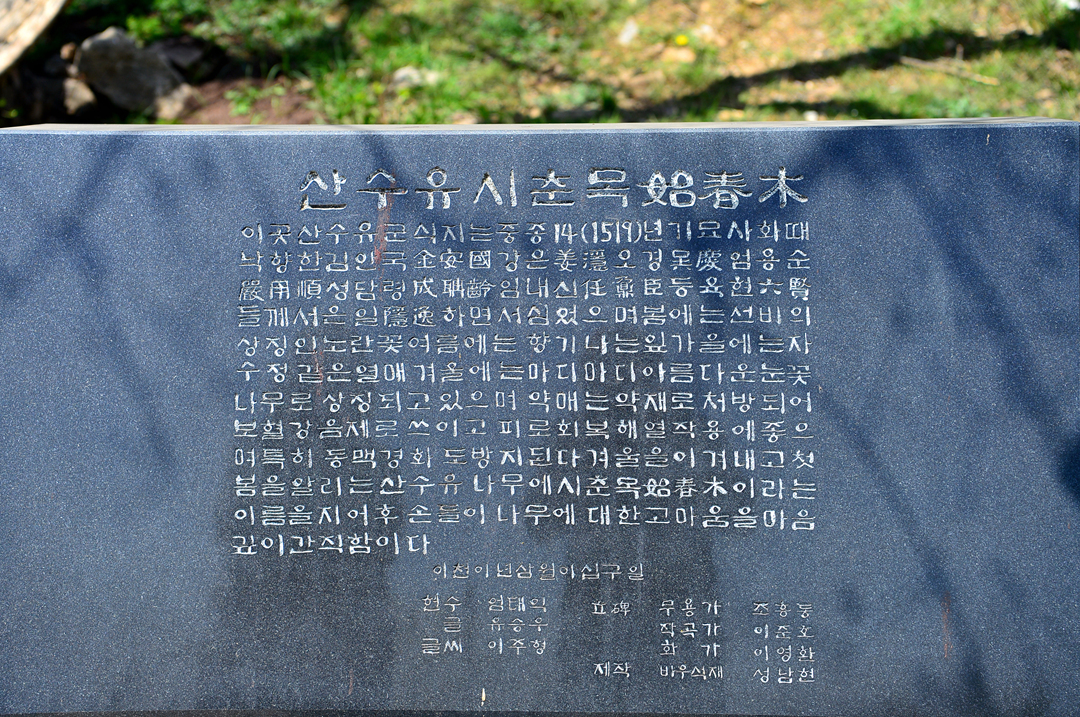 산수유시춘목始春木
이곳산수유군식지는중종14(1519)년기묘사화때
낙향한김안국金安國강은姜濦오경吳慶엄용순
嚴用順성담령成聃齡임내신任鼐臣등육현六賢
들께서은일隱逸하면서심었으며봄에는선비의
상징인노란꽃여름에는향기나는잎가을에는자
수정같은열매겨울에는마디마디아름다운눈꽃
나무로상징되고있으며약매는약재로처방되어
보혈강음제로쓰이고피로회복해열작용에좋으
며특히동맥경화도방지된다겨울을이겨내고첫
봄을알리는산수유나무에시춘목始春木이라는
이름을지어후손들이나무에대한고마움을마음
깊이간직함이다
이천이년삼월이십구일
현수 엄태익 立碑 무용가 조흥동
글 유승우 작곡가 이준호
글씨 이주형 화가 이영화
제작 바우석재 성남현